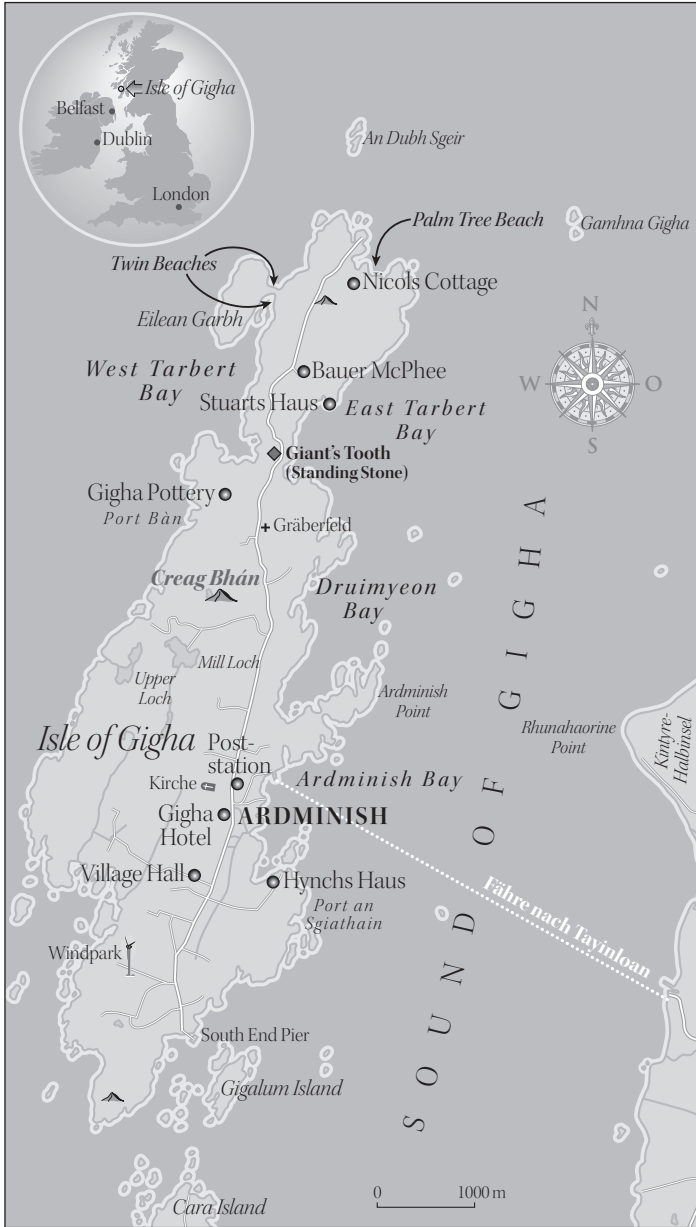 Isle of Gigha
Belfast
Dublin
London
An Dubh Sgeir
Palm Tree Beach
Gamhna Gigha
Twin Beaches
Nicols Cottage
Eilean Garbh
N
W
O
S
West Tarbert
Bay
Bauer McPhee
Stuarts Haus
East Tarbert
Bay
Giant's Tooth
(Standing Stone)
Gigha Pottery
Port Bàn
Gräberfeld
Creag Bhán
Druimyeon
Bay
Mill Loch
Upper
Loch
Ardminish
Point
Rhunahaorine
Point
Kintyre-
Halbinsel
Isle of Gigha
Post-
station
Kirche
Ardminish Bay
Gigha
Hotel
ARDMINISH
Village Hall
Hynchs Haus
Port an
Sgiathain
Fähre nach Tayinloan
Windpark
South End Pier
Gigalum Island
SOUND OF GIGHA
Cara Island
0 1000 m